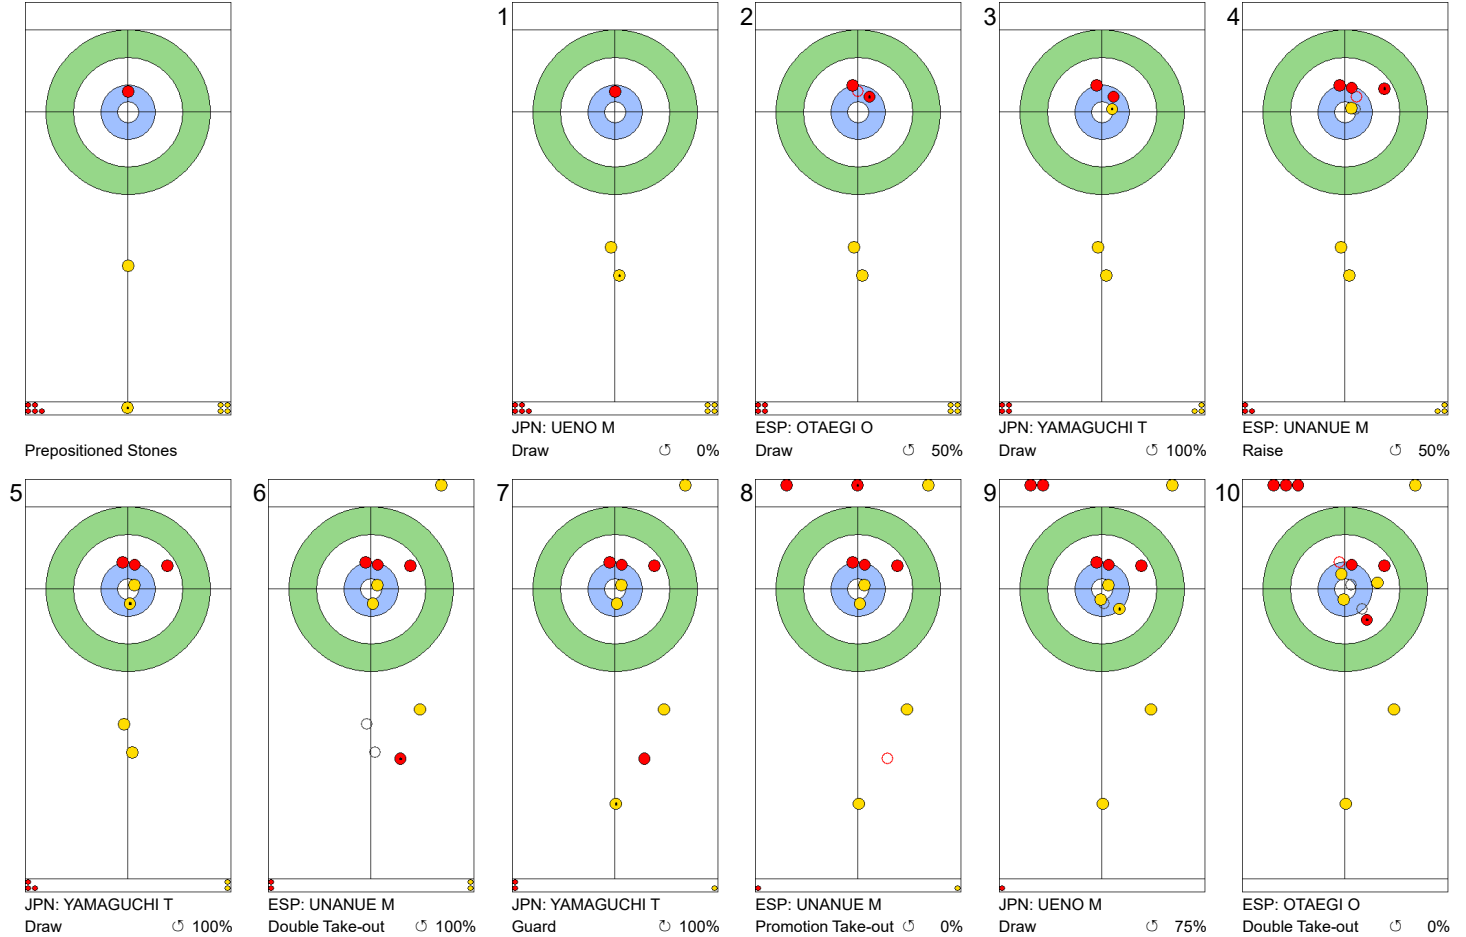 1 2 3 4
Prepositioned Stones
JPN: UENO M
Draw ↺ 0%
ESP: OTAEGI O
Draw ↺ 50%
JPN: YAMAGUCHI T
Draw ↺ 100%
ESP: UNANUE M
Raise ↺ 50%
5 6 7 8 9 10
JPN: YAMAGUCHI T
Draw ↺ 100%
ESP: UNANUE M
Double Take-out ↺ 100%
JPN: YAMAGUCHI T
Guard ↻ 100%
ESP: UNANUE M
Promotion Take-out ↺ 0%
JPN: UENO M
Draw ↺ 75%
ESP: OTAEGI O
Double Take-out ↺ 0%